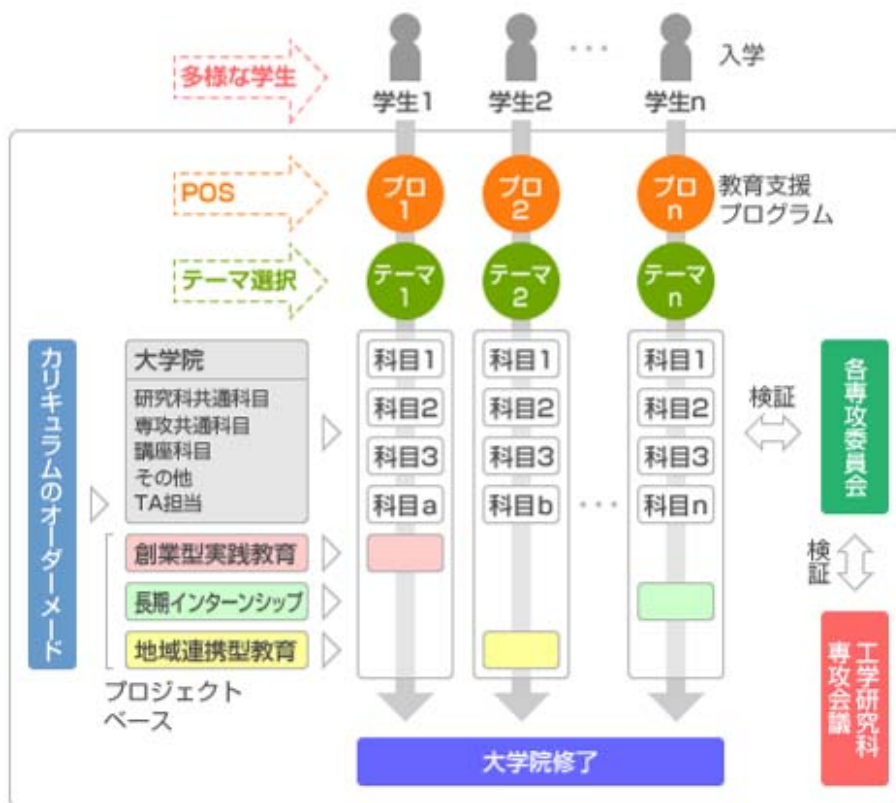 多様な学生
入学
学生1
学生2
学生n
POS
プロ
1
プロ
2
プロ
n
教育支援
プログラム
テーマ選択
テーマ
1
テーマ
2
テーマ
n
カリキュラムのオーダーメード
大学院
研究科共通科目
専攻共通科目
講座科目
その他
TA担当
科目1
科目2
科目3
科目a
科目1
科目2
科目3
科目b
...
科目1
科目2
科目3
科目n
検証
各専攻委員会
検証
工学研究科
専攻会議
創業型実践教育
長期インターンシップ
地域連携型教育
プロジェクト
ベース
大学院修了